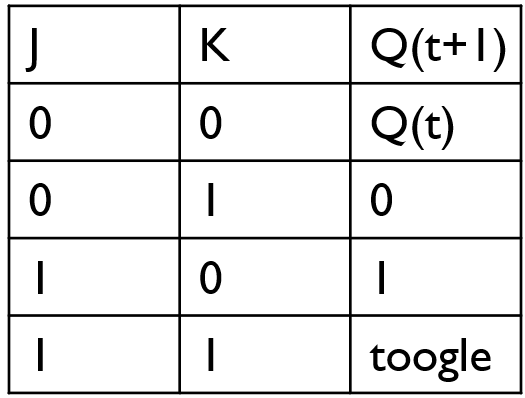 J K Q(t+1)
0 0 Q(t)
0 1 0
1 0 1
1 1 toogle